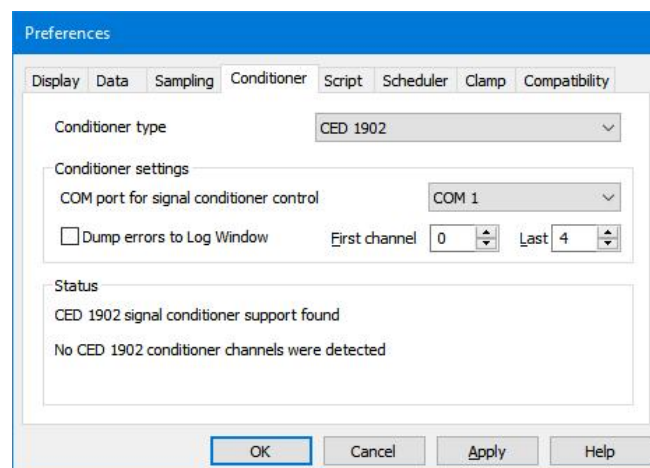 Preferences
Display Data Sampling Conditioner Script Scheduler Clamp Compatibility
Conditioner type CED 1902
Conditioner settings
COM port for signal conditioner control COM 1
Dump errors to Log Window First channel 0 Last 4
Status
CED 1902 signal conditioner support found
No CED 1902 conditioner channels were detected
OK Cancel Apply Help